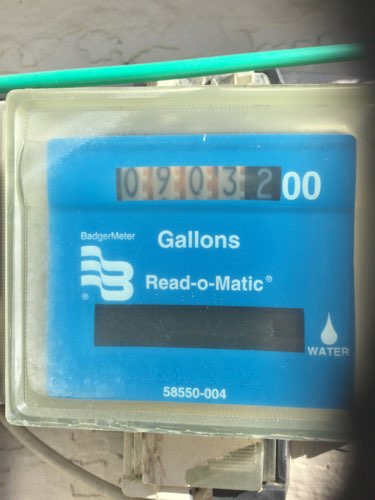 0903200
BadgerMeter
Gallons
Read-o-Matic®
®
WATER
58550-004